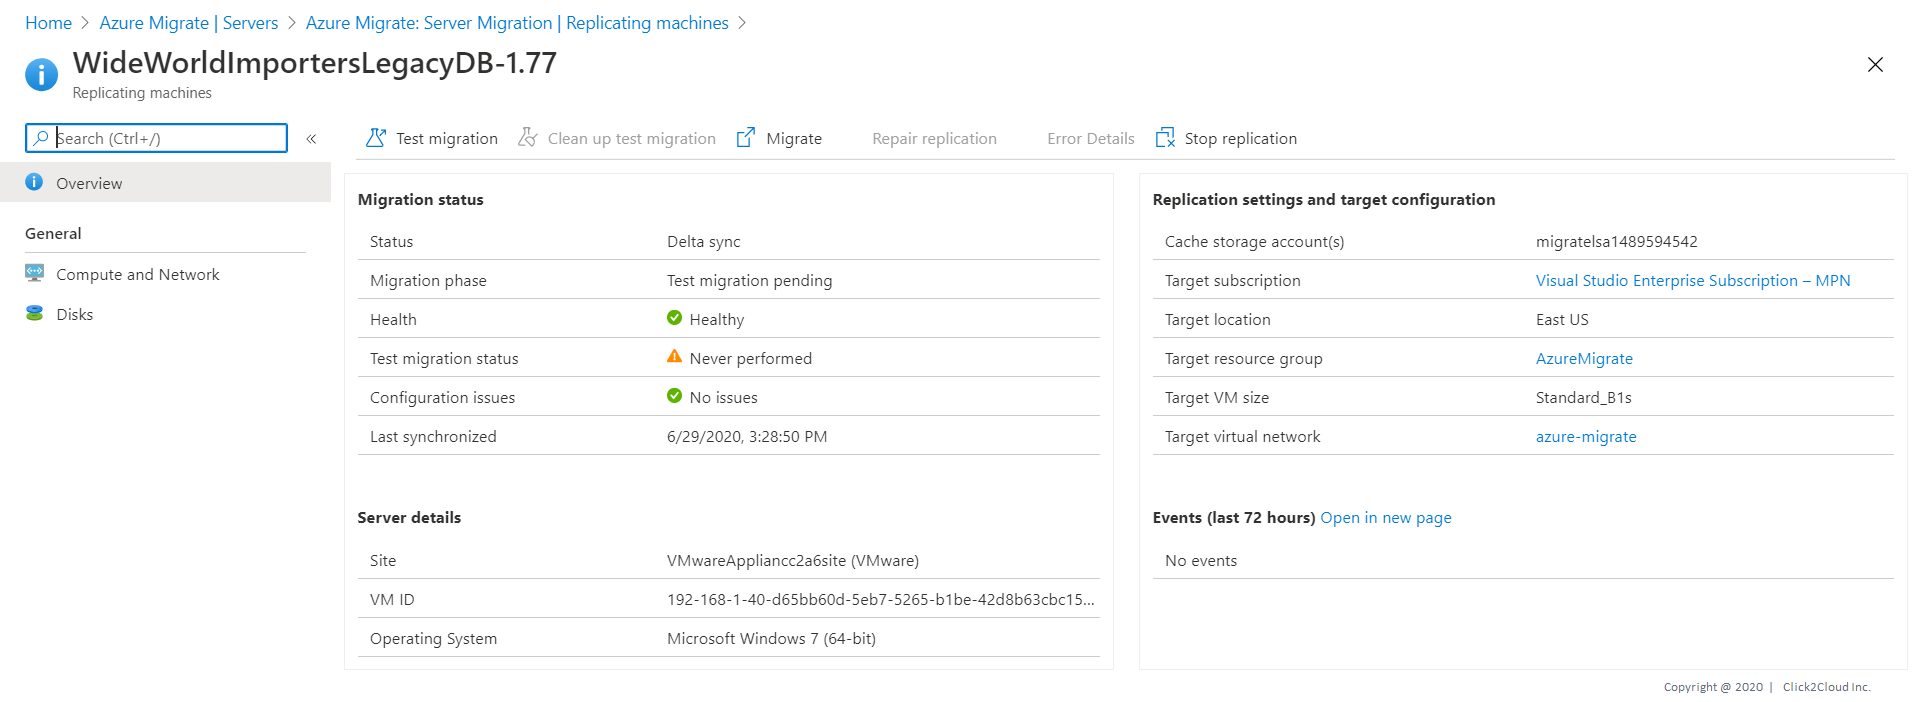 Home > Azure Migrate | Servers > Azure Migrate: Server Migration | Replicating machines >
WideWorldImportersLegacyDB-1.77
Replicating machines
Search (Ctrl+/)
«
Test migration
Clean up test migration
Migrate
Repair replication
Error Details
Stop replication
Overview
General
Compute and Network
Disks
Migration status
Status Delta sync
Migration phase Test migration pending
Health Healthy
Test migration status Never performed
Configuration issues No issues
Last synchronized 6/29/2020, 3:28:50 PM
Server details
Site VMwareAppliancc2a6site (VMware)
VM ID 192-168-1-40-d65bb60d-5eb7-5265-b1be-42d8b63cbc15...
Operating System Microsoft Windows 7 (64-bit)
Replication settings and target configuration
Cache storage account(s) migratelsa1489594542
Target subscription Visual Studio Enterprise Subscription – MPN
Target location East US
Target resource group AzureMigrate
Target VM size Standard_B1s
Target virtual network azure-migrate
Events (last 72 hours) Open in new page
No events
Copyright @ 2020 | Click2Cloud Inc.